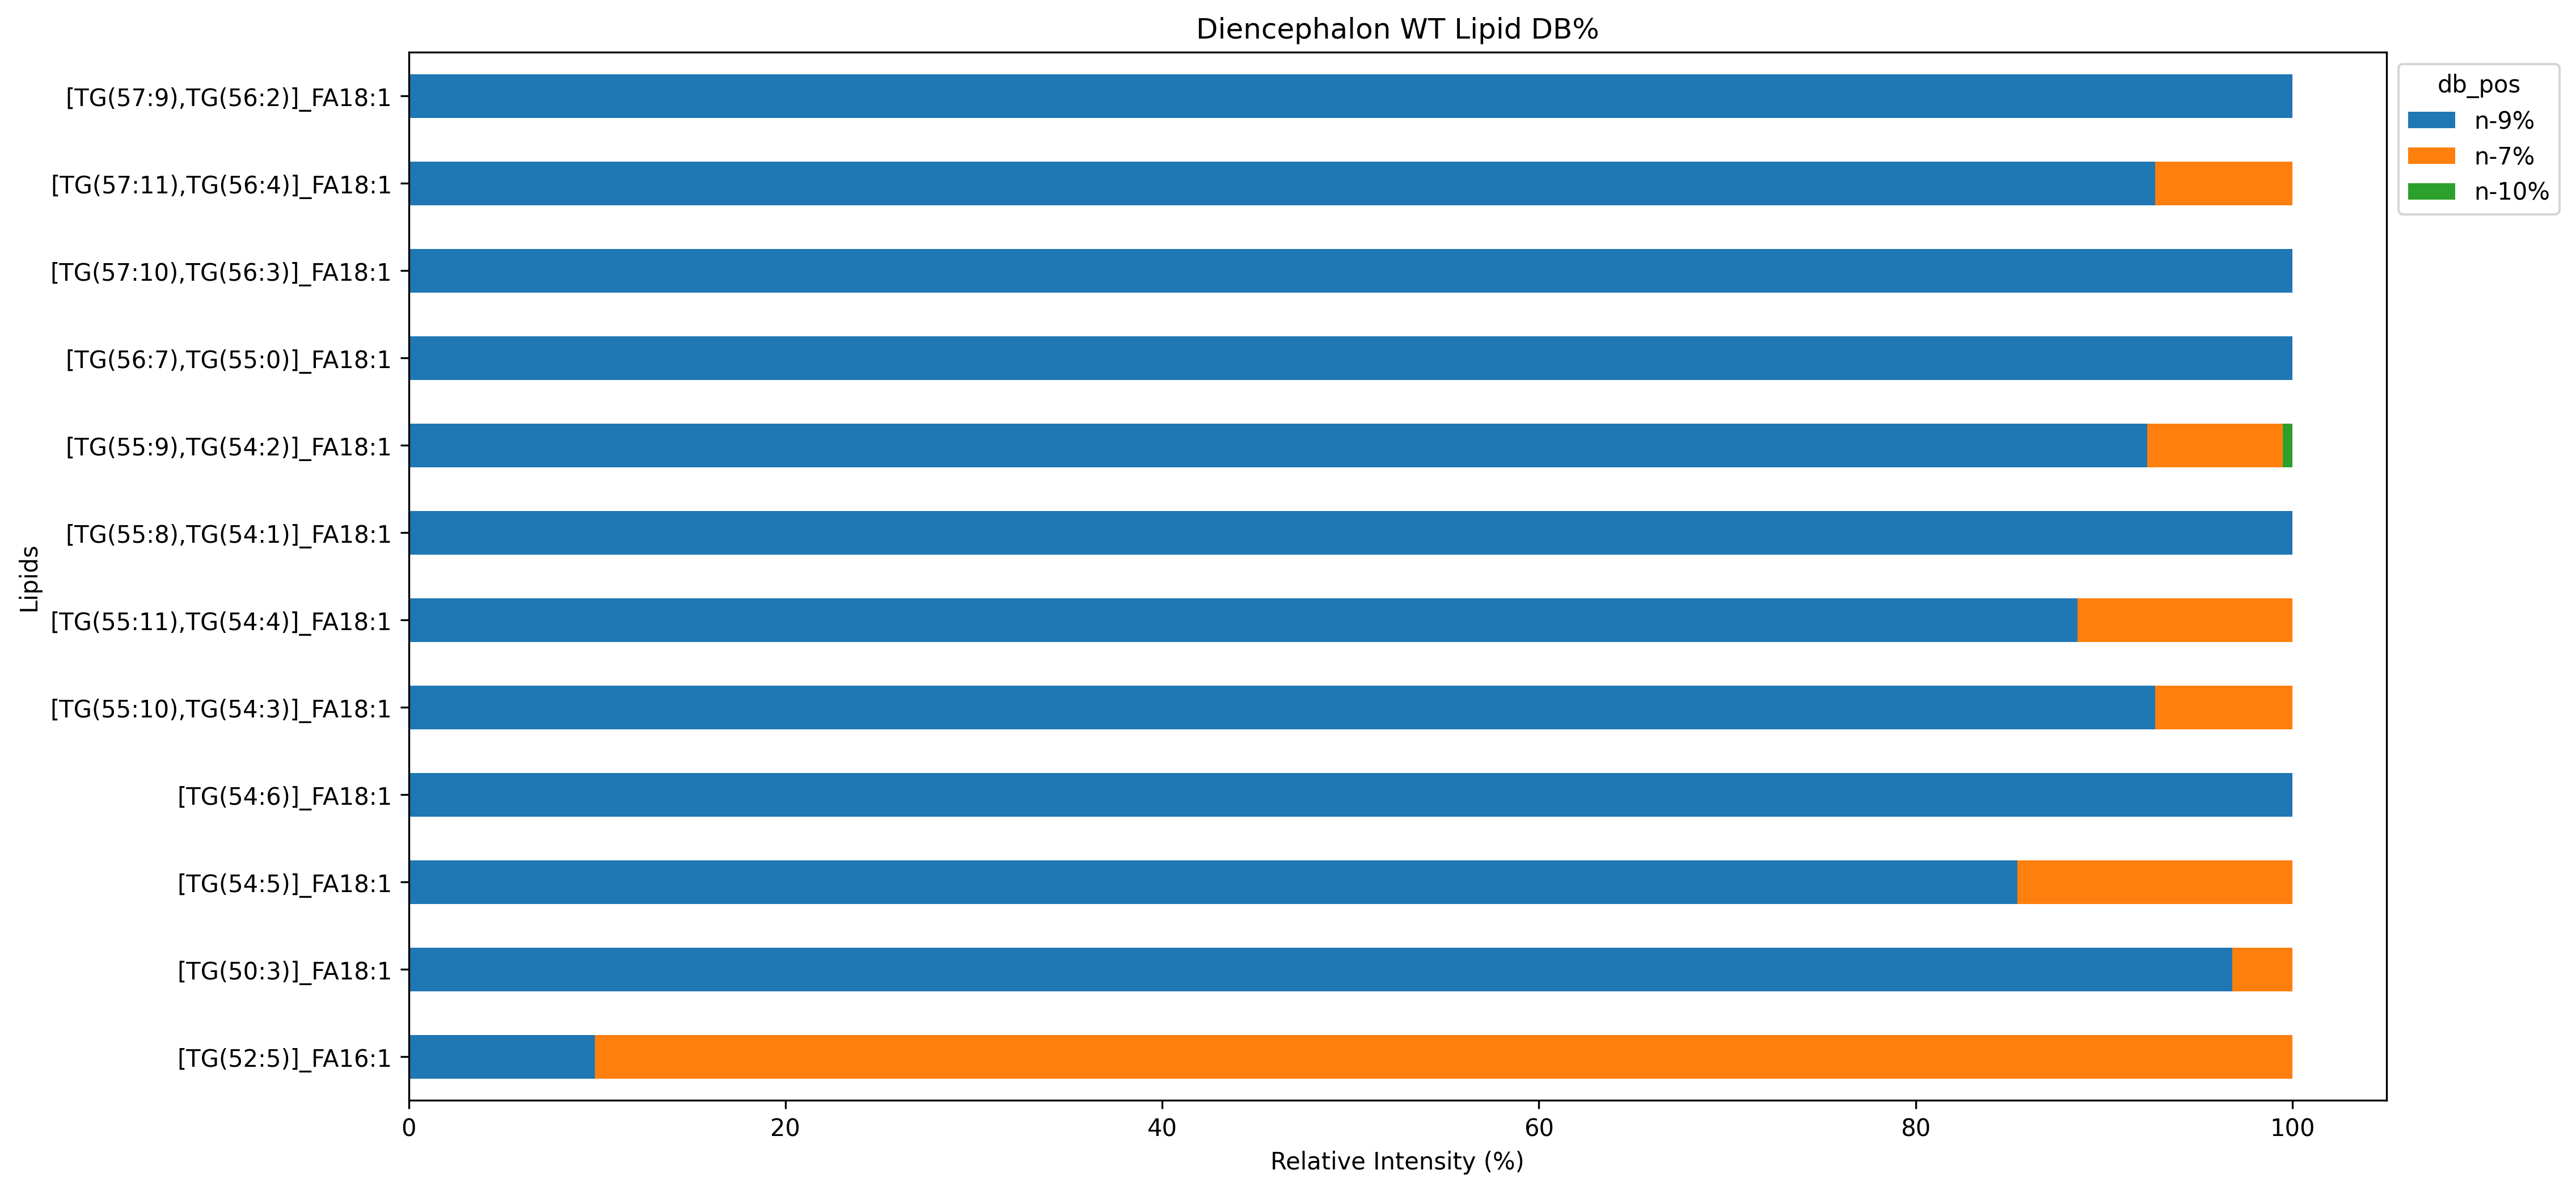 Diencephalon WT Lipid DB%
db_pos
n-9%
n-7%
n-10%
Lipids
[TG(57:9),TG(56:2)]_FA18:1
[TG(57:11),TG(56:4)]_FA18:1
[TG(57:10),TG(56:3)]_FA18:1
[TG(56:7),TG(55:0)]_FA18:1
[TG(55:9),TG(54:2)]_FA18:1
[TG(55:8),TG(54:1)]_FA18:1
[TG(55:11),TG(54:4)]_FA18:1
[TG(55:10),TG(54:3)]_FA18:1
[TG(54:6)]_FA18:1
[TG(54:5)]_FA18:1
[TG(50:3)]_FA18:1
[TG(52:5)]_FA16:1
0 20 40 60 80 100
Relative Intensity (%)